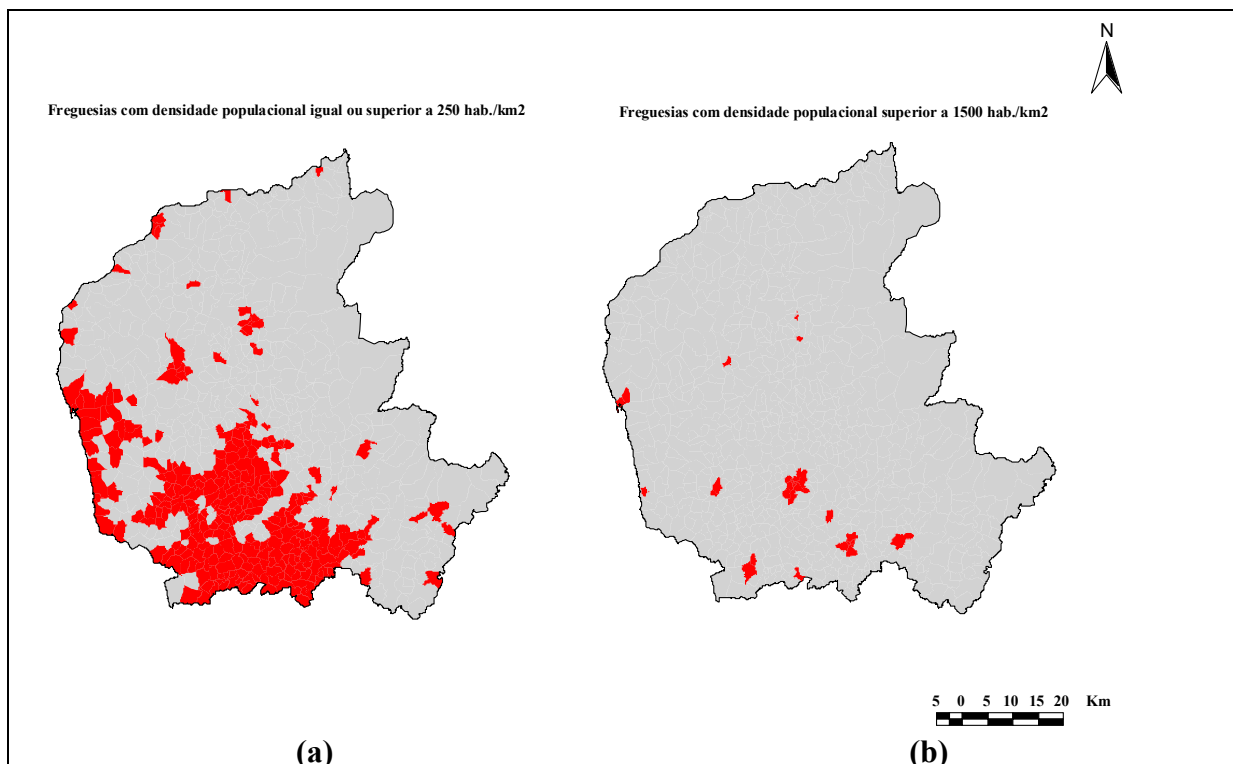 N
Freguesias com densidade populacional igual ou superior a 250 hab./km2
Freguesias com densidade populacional superior a 1500 hab./km2
5 0 5 10 15 20 Km
(a)
(b)